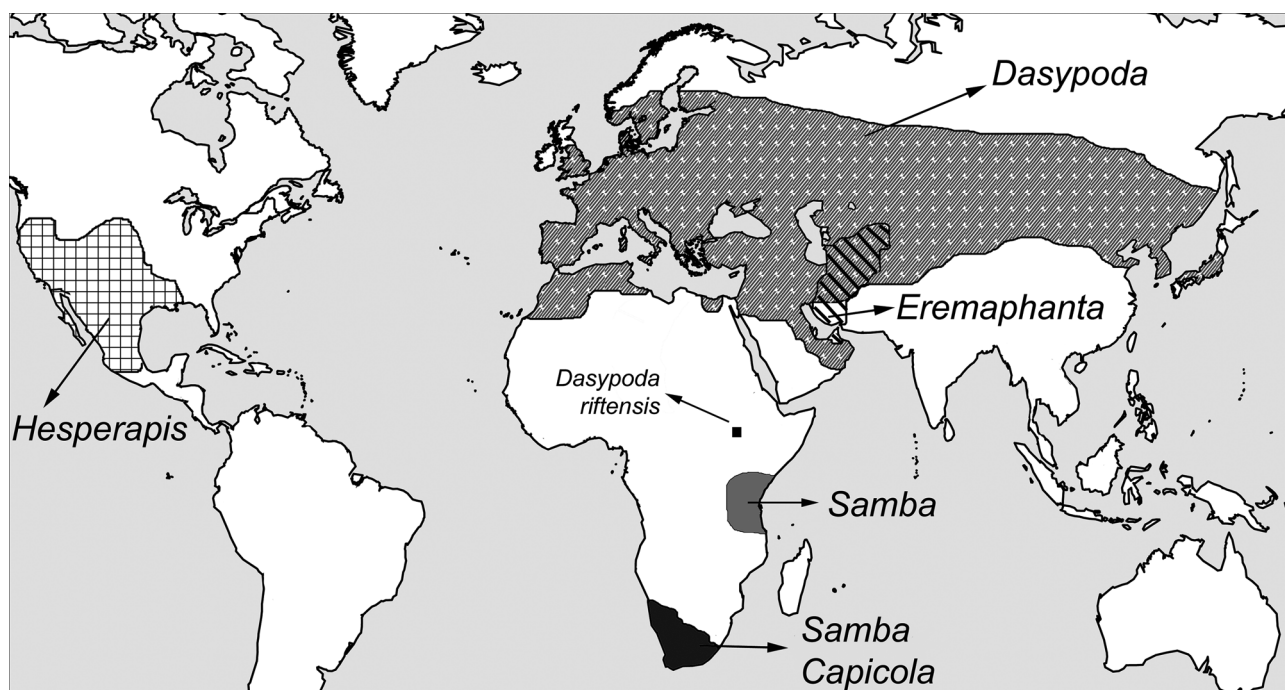 Dasypoda
Eremaphanta
Dasypoda
riftensis
Hesperapis
Samba
Samba
Capicola